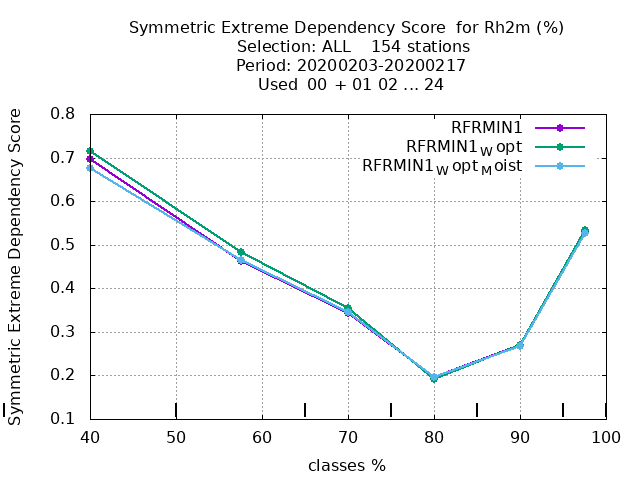 Symmetric Extreme Dependency Score for Rh2m (%)
Selection: ALL 154 stations
Period: 20200203-20200217
Used 00 + 01 02 ... 24
Symmetric Extreme Dependency Score
0.8
0.7
0.6
0.5
0.4
0.3
0.2
0.1
RFRMIN1
RFRMIN1W opt
RFRMIN1W opt Moist
40 50 60 70 80 90 100
classes %